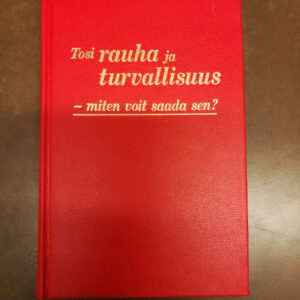 Tosi rauha ja
turvallisuus
– miten voit saada sen?